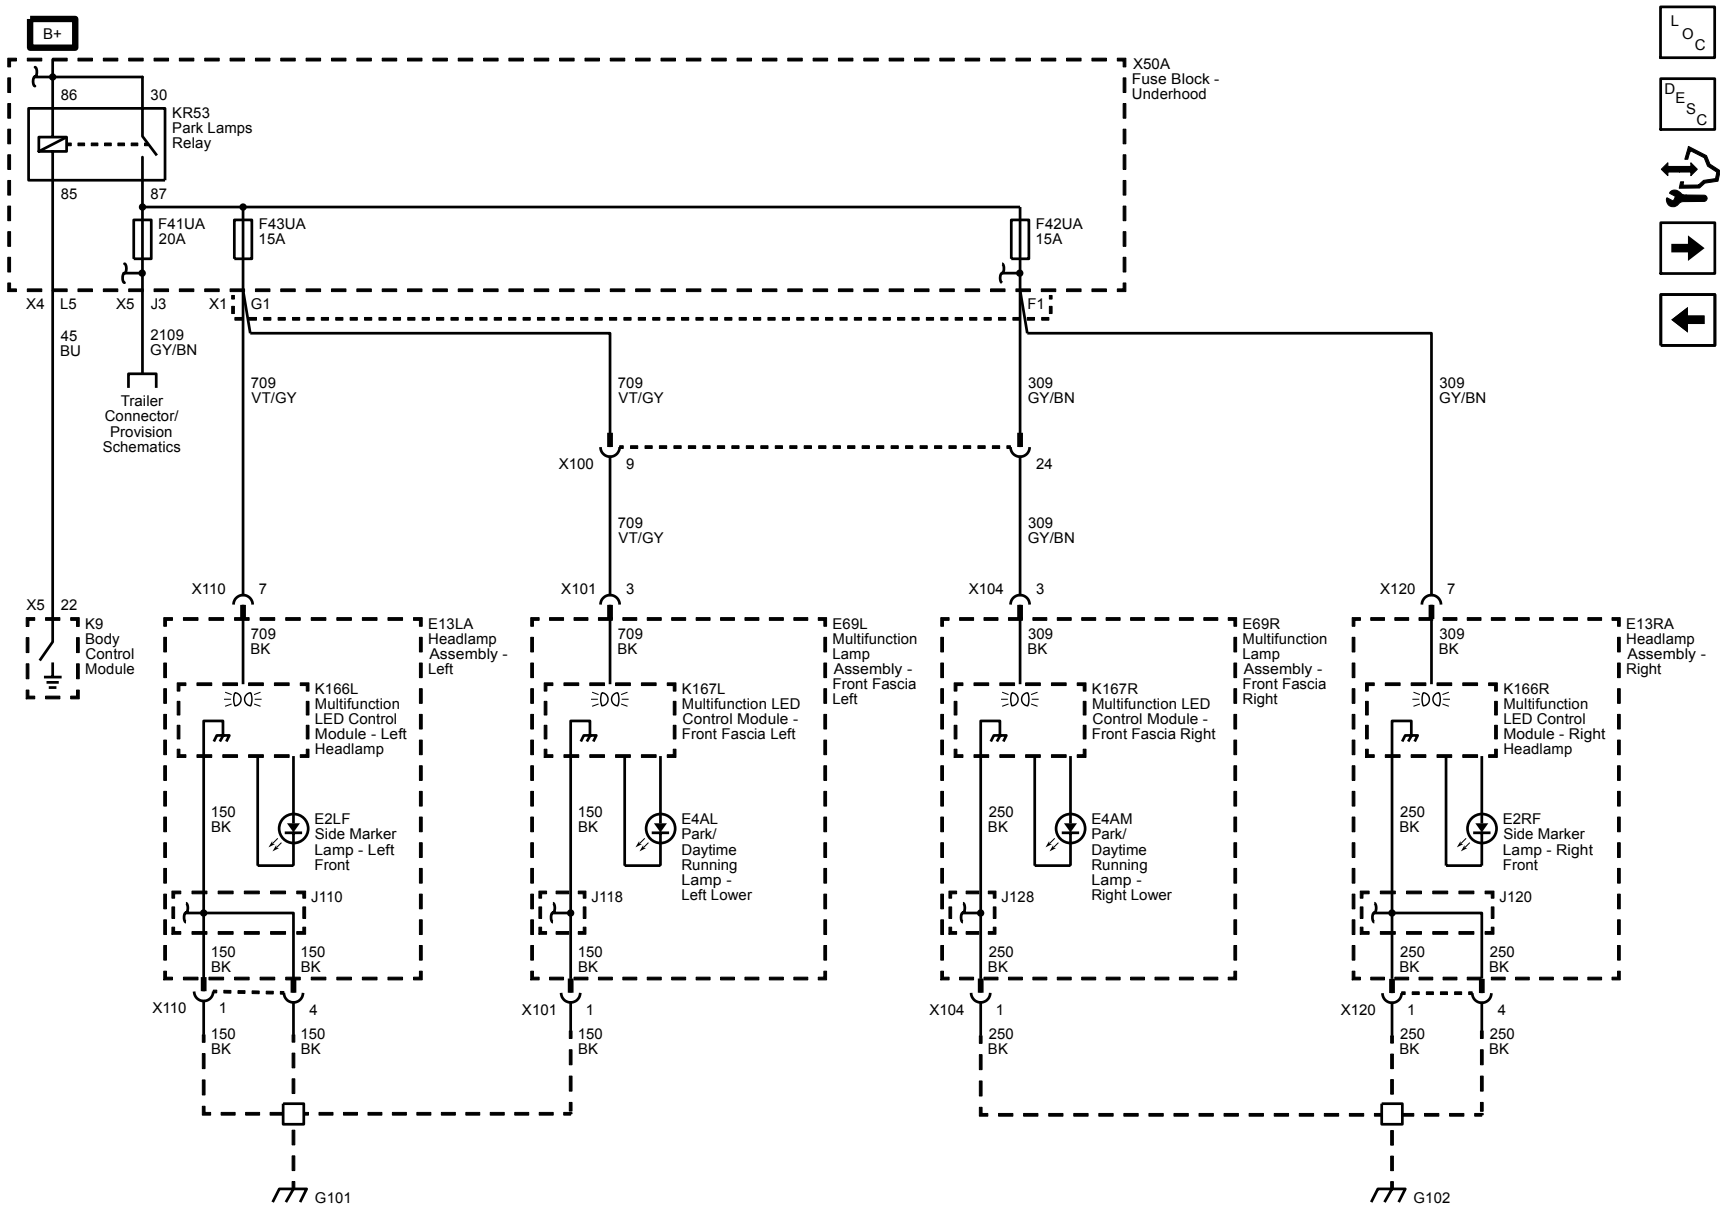 B+
L
O
C
D
E
S
C
X50A
Fuse Block -
Underhood
86
30
KR53
Park Lamps
Relay
85
87
F41UA
20A
F43UA
15A
F42UA
15A
X4
L5
X5
J3
X1
G1
F1
45
BU
2109
GY/BN
Trailer
Connector/
Provision
Schematics
709
VT/GY
709
VT/GY
309
GY/BN
309
GY/BN
X100
9
24
709
VT/GY
309
GY/BN
X5
22
X110
7
X101
3
X104
3
X120
7
K9
Body
Control
Module
709
BK
E13LA
Headlamp
Assembly -
Left
709
BK
E69L
Multifunction
Lamp
Assembly -
Front Fascia
Left
309
BK
E69R
Multifunction
Lamp
Assembly -
Front Fascia
Right
309
BK
E13RA
Headlamp
Assembly -
Right
K166L
Multifunction
LED Control
Module - Left
Headlamp
K167L
Multifunction LED
Control Module -
Front Fascia Left
K167R
Multifunction LED
Control Module -
Front Fascia Right
K166R
Multifunction
LED Control
Module - Right
Headlamp
150
BK
E2LF
Side Marker
Lamp - Left
Front
150
BK
E4AL
Park/
Daytime
Running
Lamp -
Left Lower
250
BK
E4AM
Park/
Daytime
Running
Lamp -
Right Lower
250
BK
E2RF
Side Marker
Lamp - Right
Front
J110
J118
J128
J120
150
BK
150
BK
150
BK
250
BK
250
BK
250
BK
X110
1
4
X101
1
X104
1
X120
1
4
150
BK
150
BK
150
BK
250
BK
250
BK
250
BK
G101
G102